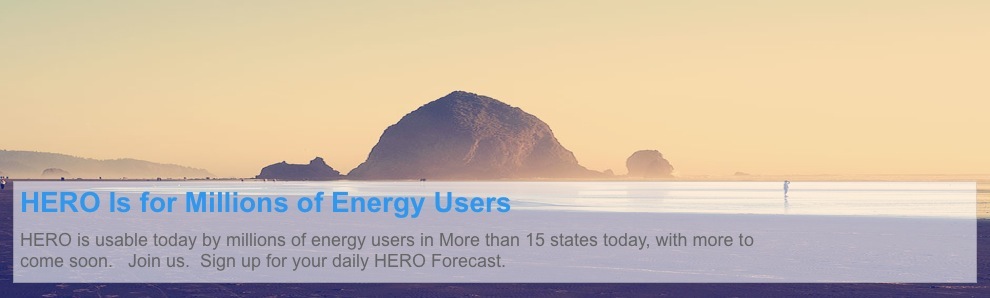 HERO Is for Millions of Energy Users
HERO is usable today by millions of energy users in More than 15 states today, with more to
come soon.   Join us.  Sign up for your daily HERO Forecast.